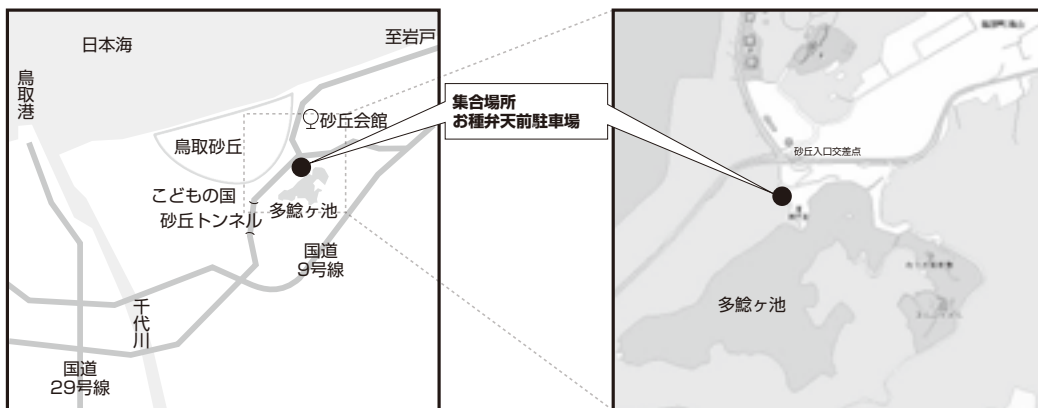 日本海
至岩戸
鳥取港
砂丘会館
鳥取砂丘
こどもの国
砂丘トンネル
多鯰ヶ池
国道
9号線
千代川
国道
29号線
集合場所
お種弁天前駐車場
砂丘入口交差点
多鯰ヶ池